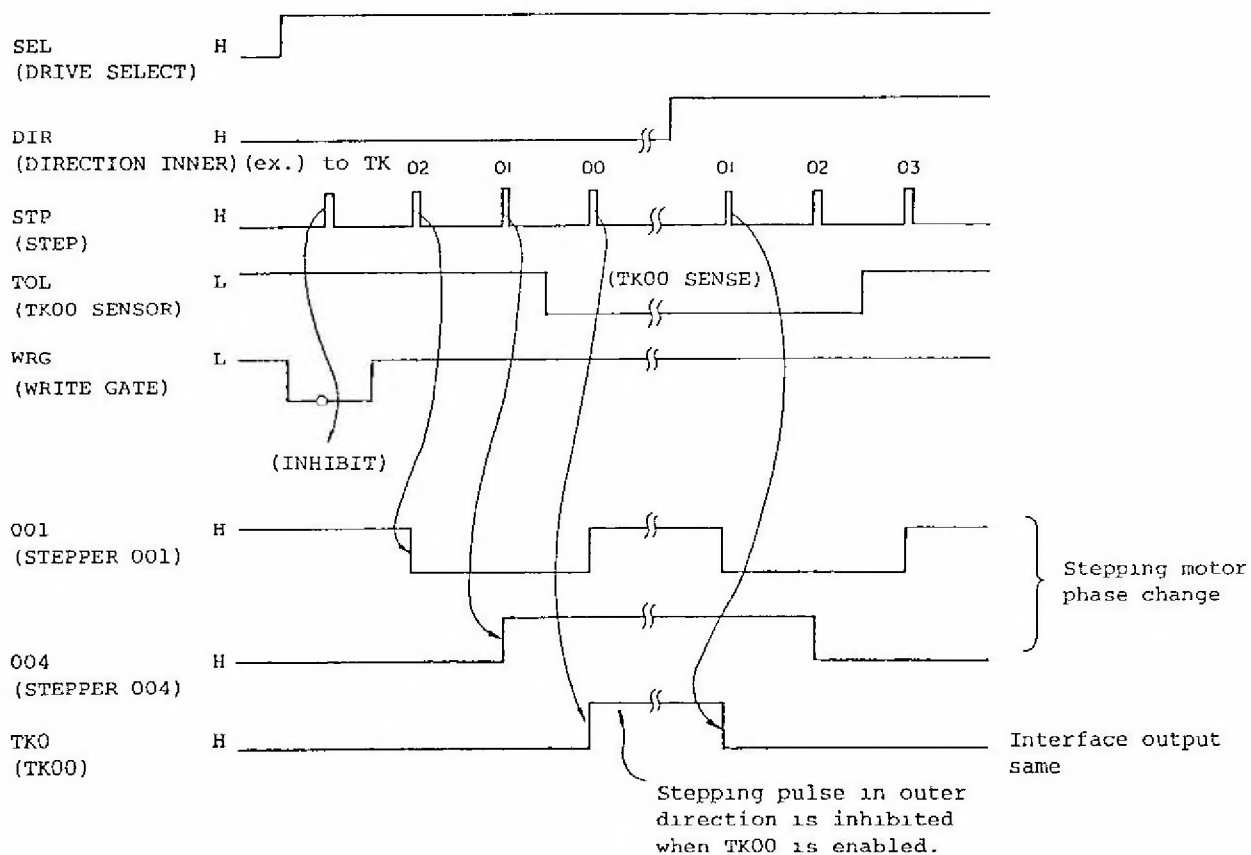 SEL H
(DRIVE SELECT)
DIR H
(DIRECTION INNER) (ex.) to TK 02 01 00 01 02 03
STP H
(STEP)
TOL L (TK00 SENSE)
(TK00 SENSOR)
WRG L
(WRITE GATE)
(INHIBIT)
001 H
(STEPPER 001)
Stepping motor
phase change
004 H
(STEPPER 004)
TK0 H
(TK00)
Interface output
same
Stepping pulse in outer
direction is inhibited
when TK00 is enabled.